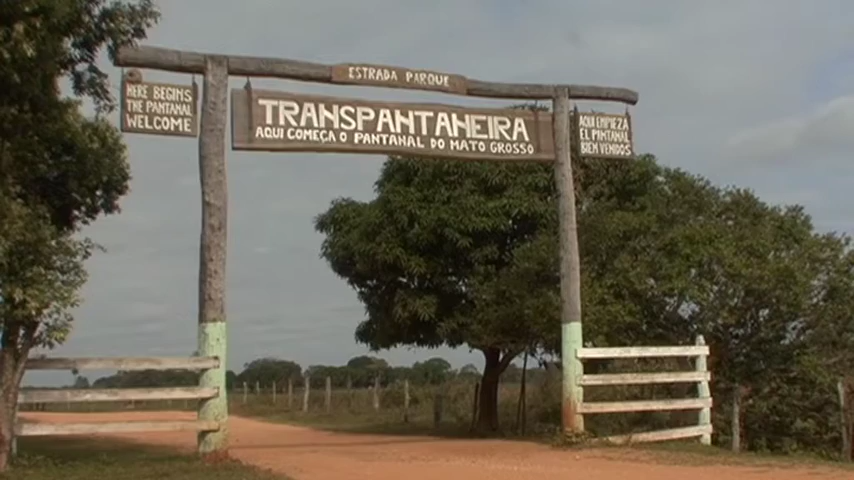 ESTRADA PARQUE
HERE BEGINS
THE PANTANAL
WELCOME
TRANSPANTANEIRA
AQUI COMEÇA O PANTANAL DO MATO GROSSO
AQUI EMPIEZA
EL PANTANAL
BIEM VENIDOS